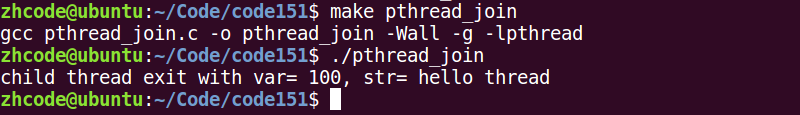 zhcode@ubuntu:~/Code/code151$ make pthread_join
gcc pthread_join.c -o pthread_join -Wall -g -lpthread
zhcode@ubuntu:~/Code/code151$ ./pthread_join
child thread exit with var= 100, str= hello thread
zhcode@ubuntu:~/Code/code151$